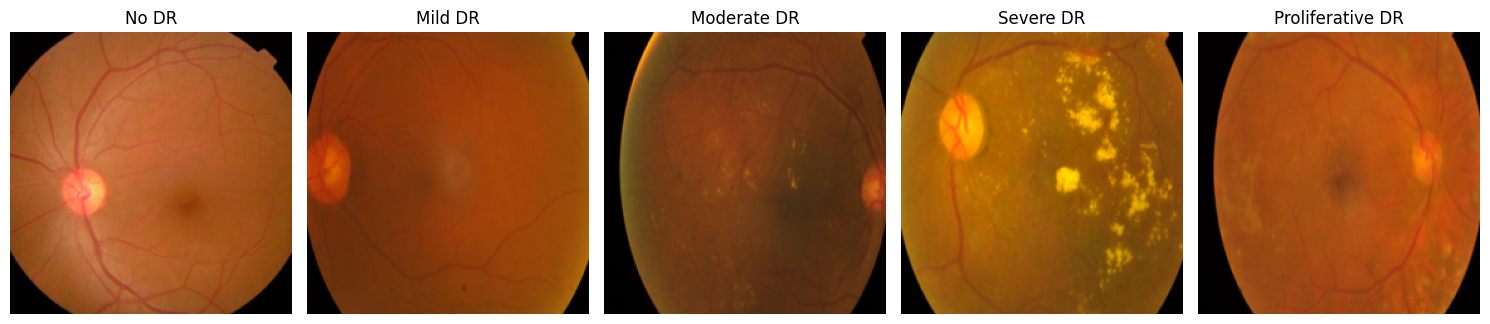 No DR
Mild DR
Moderate DR
Severe DR
Proliferative DR